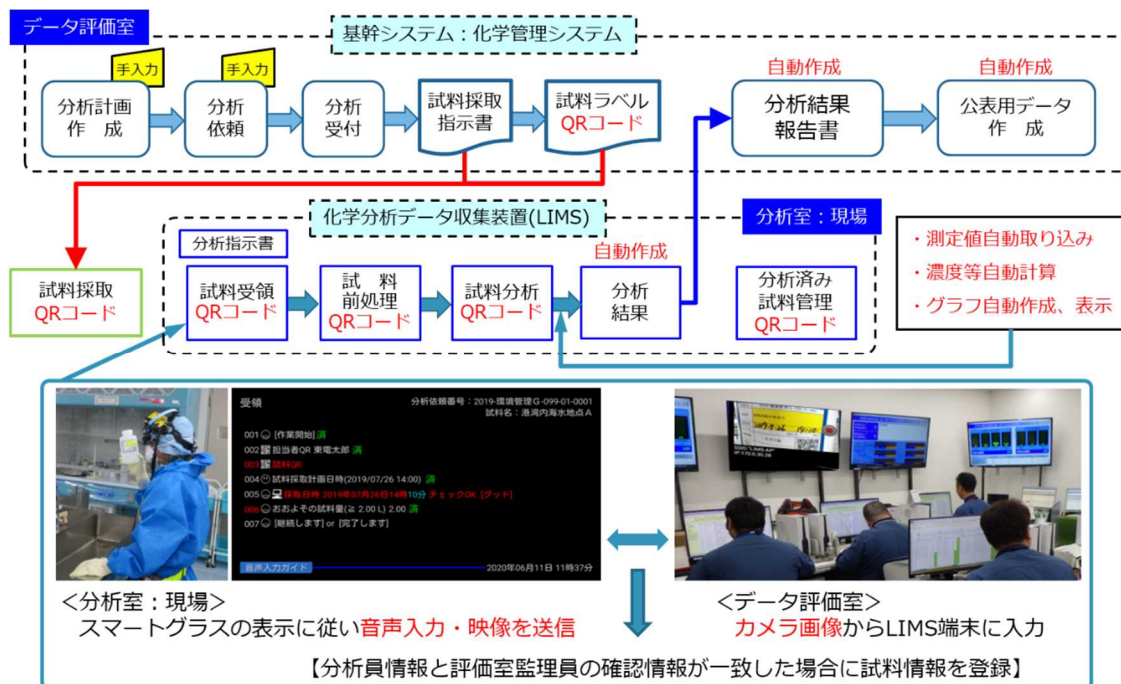 データ評価室
基幹システム：化学管理システム
手入力
手入力
自動作成
自動作成
分析計画
作　成
分析
依頼
分析
受付
試料採取
指示書
試料ラベル
QRコード
分析結果
報告書
公表用データ
作　成
化学分析データ収集装置(LIMS)
分析室：現場
分析指示書
自動作成
試料採取
QRコード
試料受領
QRコード
試　料
前処理
QRコード
試料分析
QRコード
分析
結果
分析済み
試料管理
QRコード
・測定値自動取り込み
・濃度等自動計算
・グラフ自動作成、表示
受領
分析依頼番号：2019-環境管理G-099-01-0001
試料名：港湾内海水地点A
001 [作業開始] 済
002 担当者QR 東電太郎 済
003 試料QR
004 試料採取計画日時(2019/07/26 14:00) 済
005 採取日時 2019年07月26日14時10分 チェックOK [グッド]
006 おおよその試料量(≧ 2.00 L) 2.00 済
007 [継続します] or [完了します]
音声入力ガイド
2020年06月11日 11時37分
＜分析室：現場＞
スマートグラスの表示に従い音声入力・映像を送信
＜データ評価室＞
カメラ画像からLIMS端末に入力
【分析員情報と評価室監理員の確認情報が一致した場合に試料情報を登録】